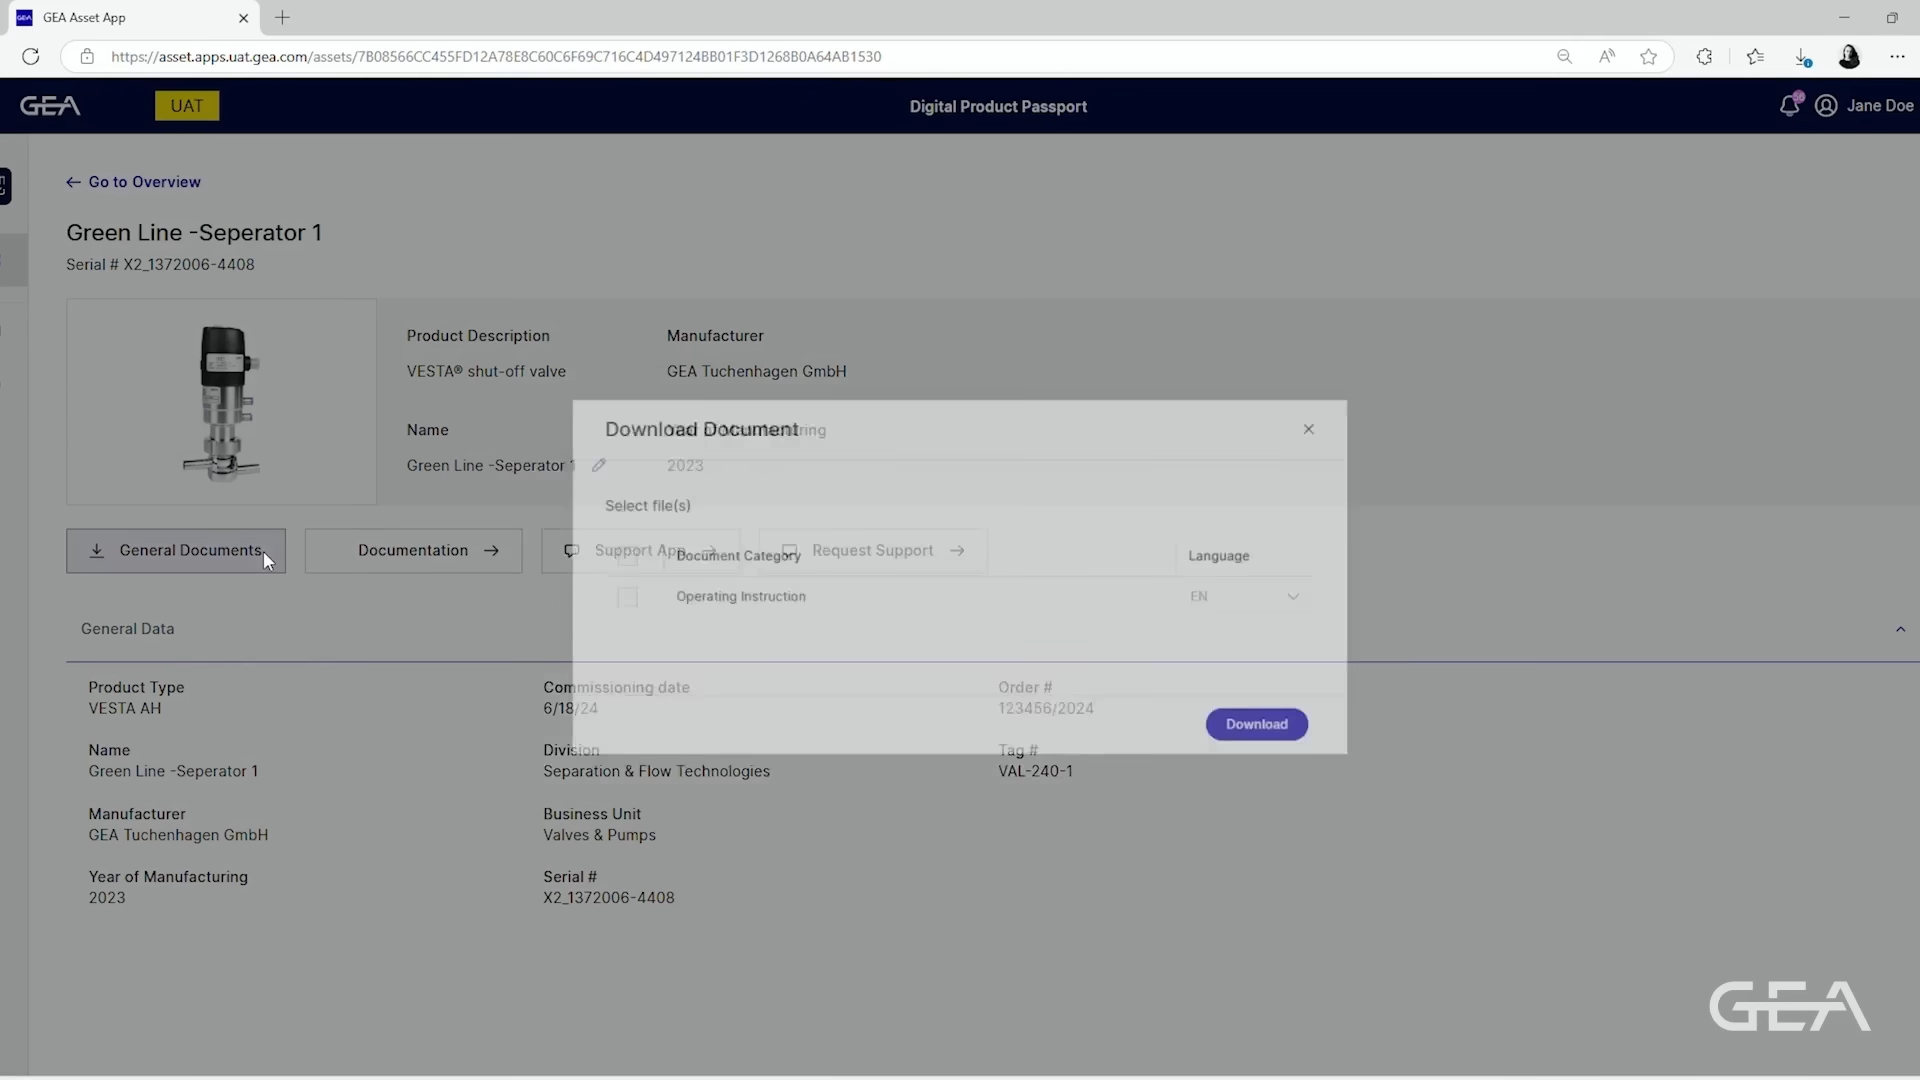 GEA Asset App
https://asset.apps.uat.gea.com/assets/7B08566CC455FD12A78E8C60C6F69C716C4D497124BB01F3D1268B0A64AB1530
GEA
UAT
Digital Product Passport
Jane Doe
Go to Overview
Green Line -Seperator 1
Serial # X2_1372006-4408
Product Description
Manufacturer
VESTA® shut-off valve
GEA Tuchenhagen GmbH
Name
Green Line -Seperator 1
2023
Download Document
Select file(s)
Document Category
Language
Operating Instruction
EN
Download
General Documents
Documentation
Support App
Request Support
General Data
Product Type
VESTA AH
Commissioning date
6/18/24
Order #
123456/2024
Name
Green Line -Seperator 1
Division
Separation & Flow Technologies
Tag #
VAL-240-1
Manufacturer
GEA Tuchenhagen GmbH
Business Unit
Valves & Pumps
Year of Manufacturing
2023
Serial #
X2_1372006-4408
GEA